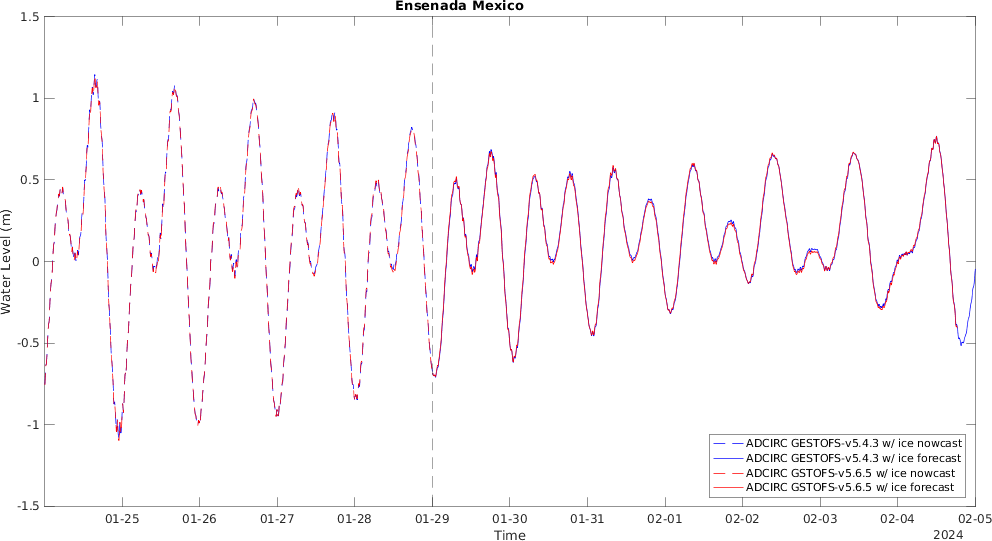 Ensenada Mexico
1.5
1
0.5
0
-0.5
-1
-1.5
Water Level (m)
01-25 01-26 01-27 01-28 01-29 01-30 01-31 02-01 02-02 02-03 02-04 02-05
Time
2024
ADCIRC GESTOFS-v5.4.3 w/ ice nowcast
ADCIRC GESTOFS-v5.4.3 w/ ice forecast
ADCIRC GSTOFS-v5.6.5 w/ ice nowcast
ADCIRC GSTOFS-v5.6.5 w/ ice forecast